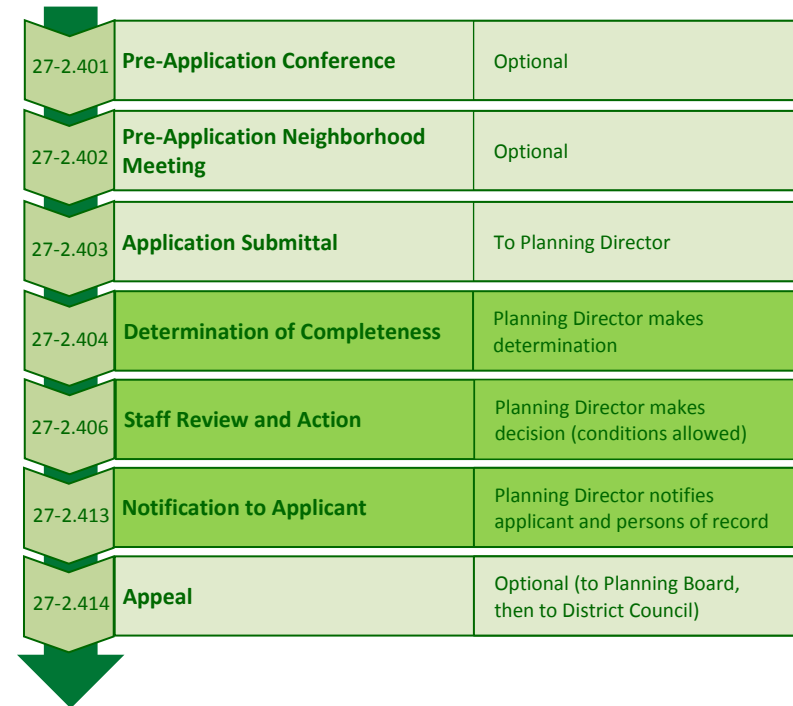 27-2.401
Pre-Application Conference
Optional
27-2.402
Pre-Application Neighborhood
Meeting
Optional
27-2.403
Application Submittal
To Planning Director
27-2.404
Determination of Completeness
Planning Director makes
determination
27-2.406
Staff Review and Action
Planning Director makes
decision (conditions allowed)
27-2.413
Notification to Applicant
Planning Director notifies
applicant and persons of record
27-2.414
Appeal
Optional (to Planning Board,
then to District Council)